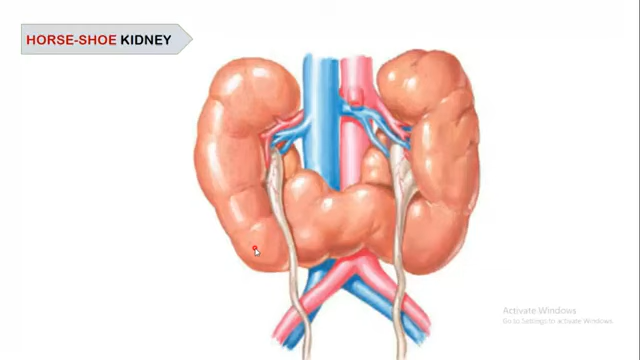 HORSE-SHOE KIDNEY
Activate Windows
Go to Settings to activate Windows.